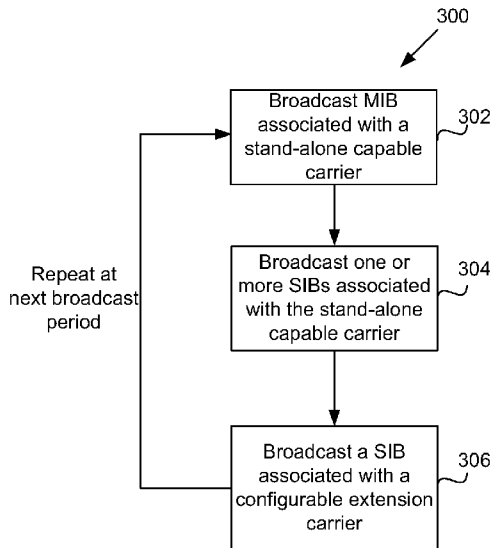 300
Broadcast MIB
associated with a
stand-alone capable
carrier
302
Broadcast one or
more SIBs associated
with the stand-alone
capable carrier
304
Repeat at
next broadcast
period
Broadcast a SIB
associated with a
configurable extension
carrier
306